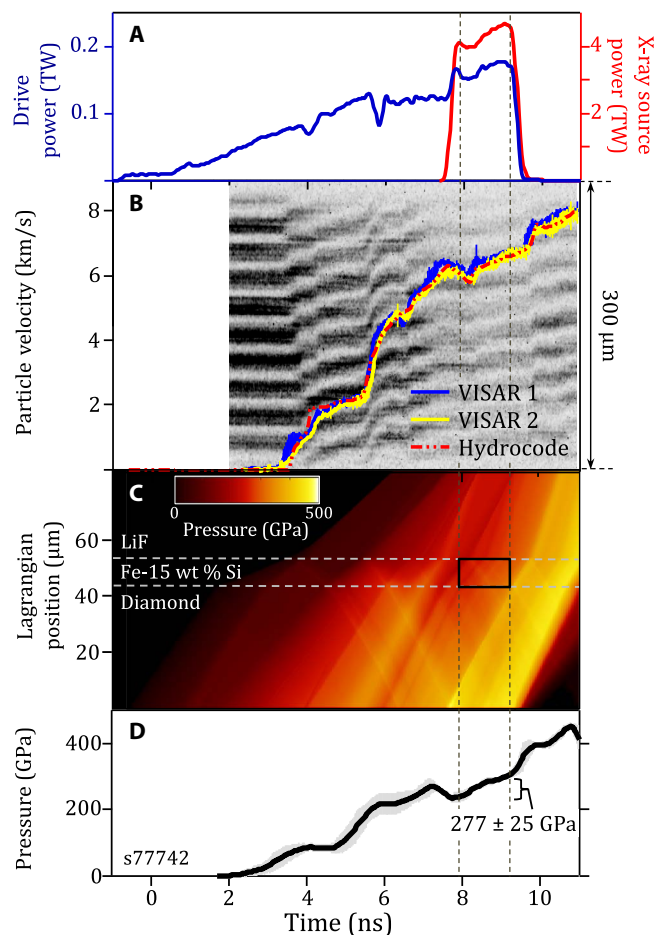 A
0.2
0.1
Drive
power (TW)
4
2
X-ray source
power (TW)
B
8
6
4
2
Particle velocity (km/s)
300 µm
VISAR 1
VISAR 2
Hydrocode
C
0
500
Pressure (GPa)
60
40
20
Lagrangian
position (µm)
LiF
Fe-15 wt % Si
Diamond
D
400
200
0
Pressure (GPa)
277 ± 25 GPa
s77742
0
2
4
6
8
10
Time (ns)